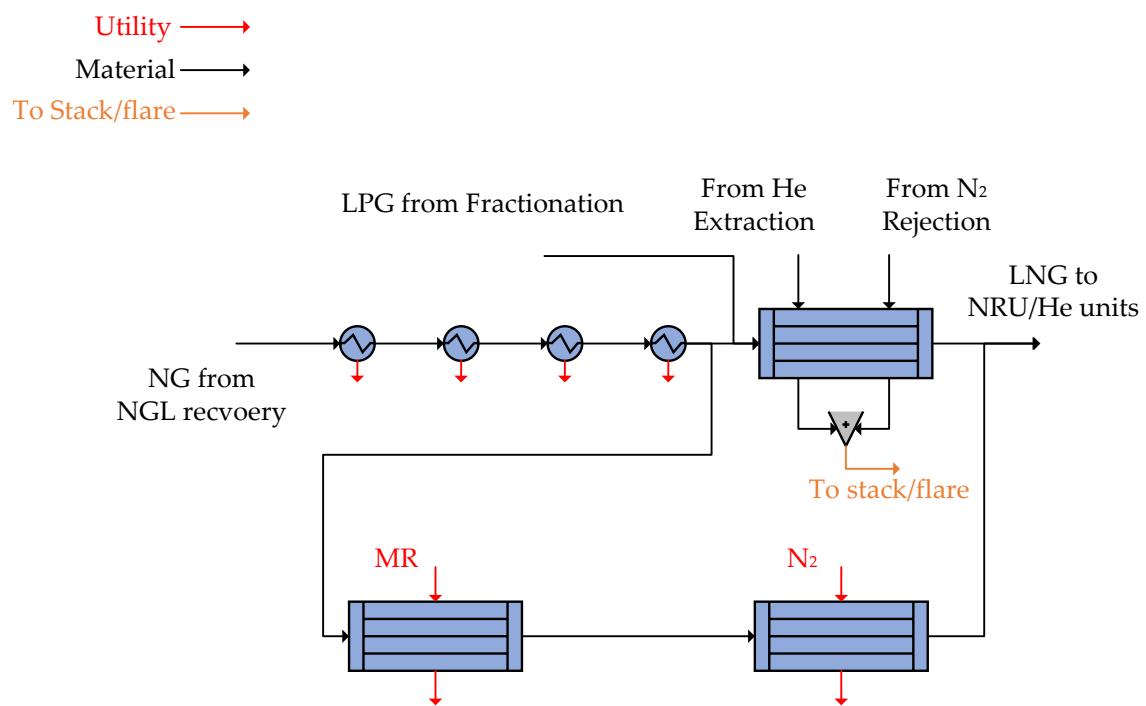 Utility
Material
To Stack/flare
LPG from Fractionation
From He
Extraction
From N₂
Rejection
LNG to
NRU/He units
NG from
NGL recvoery
+
To stack/flare
MR
N₂